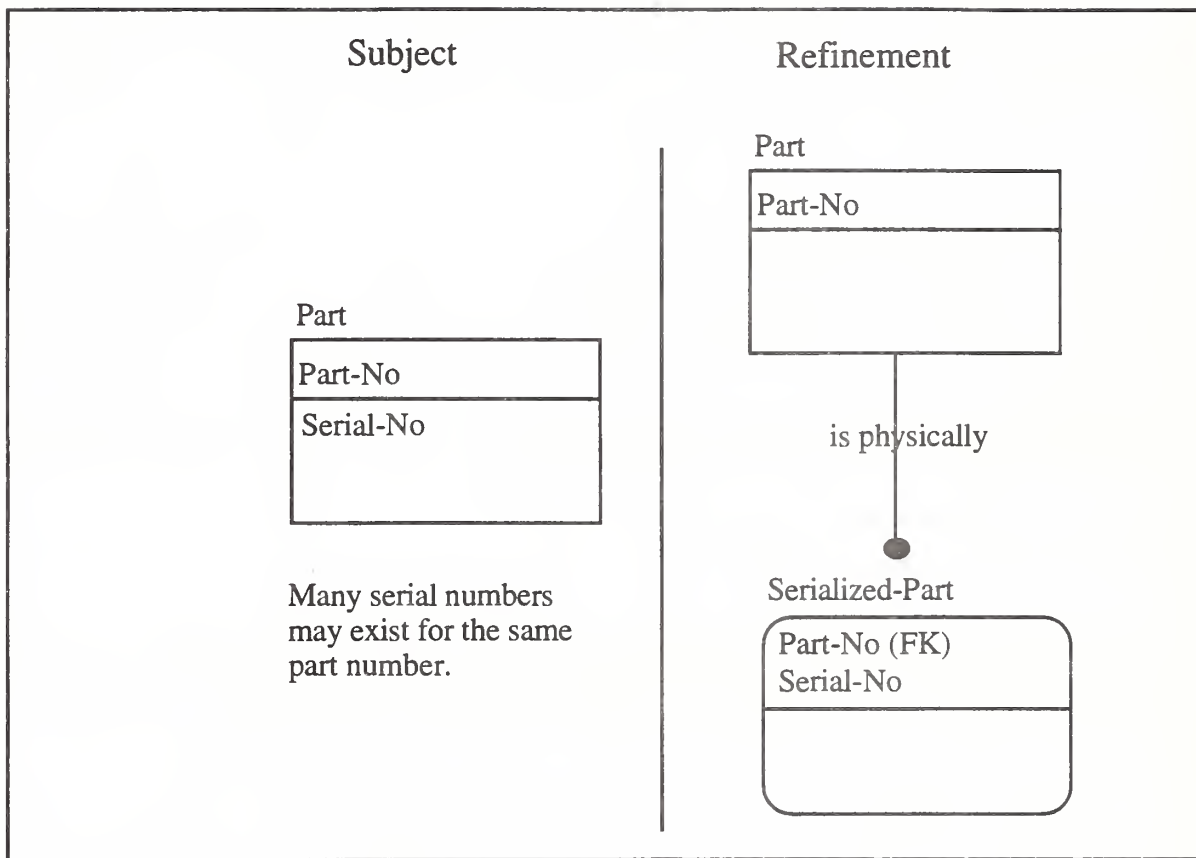 Subject
Part
Part-No
Serial-No
Many serial numbers
may exist for the same
part number.
Refinement
Part
Part-No
is physically
Serialized-Part
Part-No (FK)
Serial-No